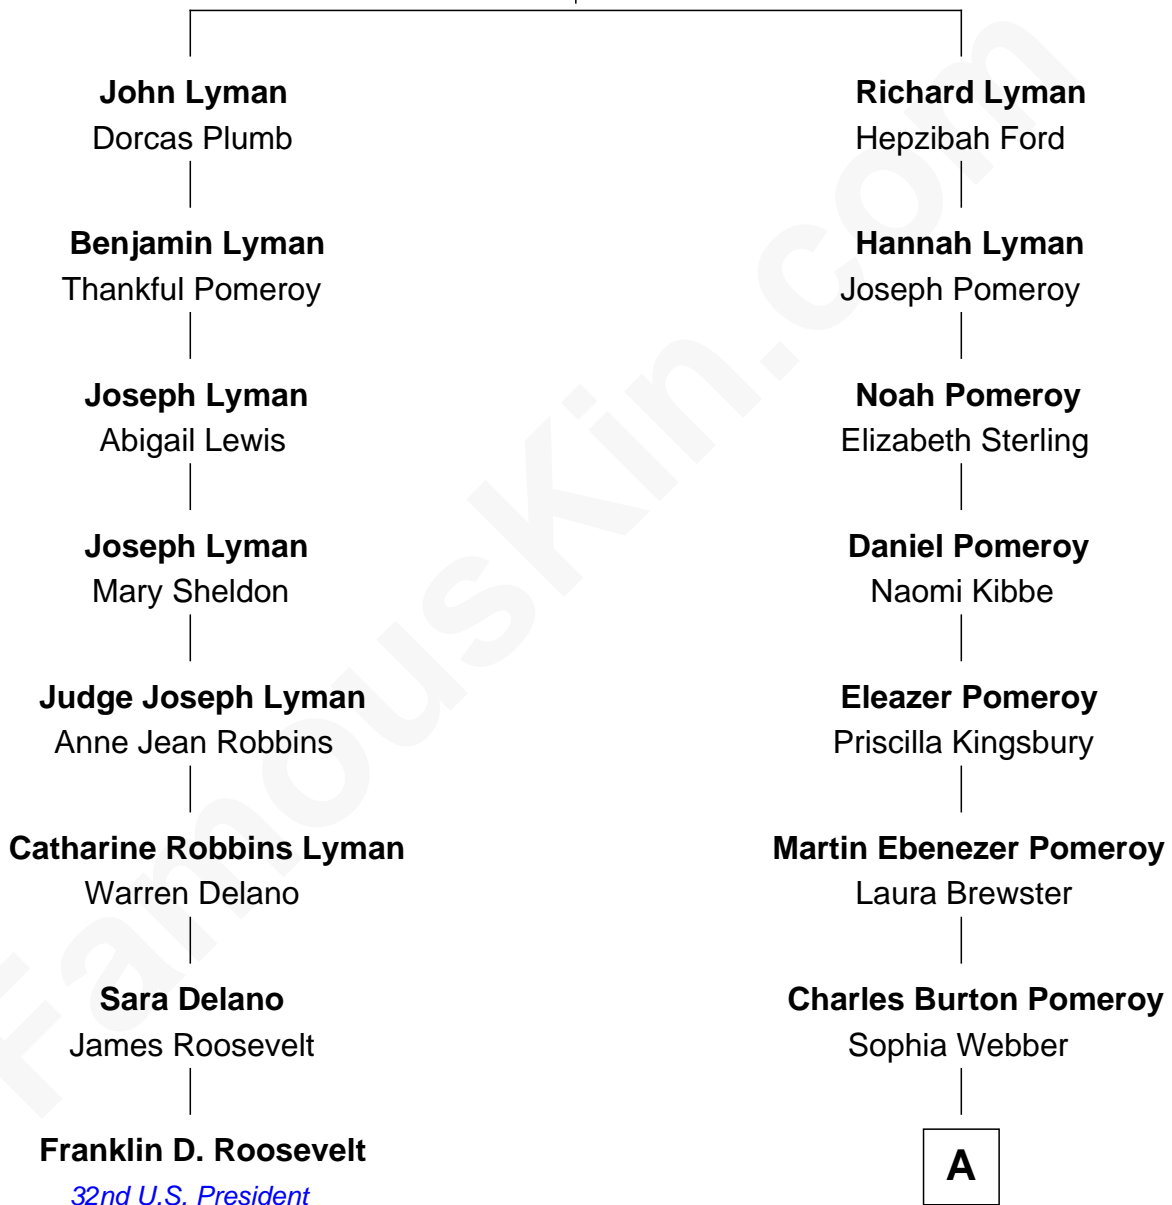 John Lyman
Dorcas Plumb
Richard Lyman
Hepzibah Ford
Benjamin Lyman
Thankful Pomeroy
Hannah Lyman
Joseph Pomeroy
Joseph Lyman
Abigail Lewis
Noah Pomeroy
Elizabeth Sterling
Joseph Lyman
Mary Sheldon
Daniel Pomeroy
Naomi Kibbe
Judge Joseph Lyman
Anne Jean Robbins
Eleazer Pomeroy
Priscilla Kingsbury
Catharine Robbins Lyman
Warren Delano
Martin Ebenezer Pomeroy
Laura Brewster
Sara Delano
James Roosevelt
Charles Burton Pomeroy
Sophia Webber
Franklin D. Roosevelt
32nd U.S. President
A
FamousKin.com